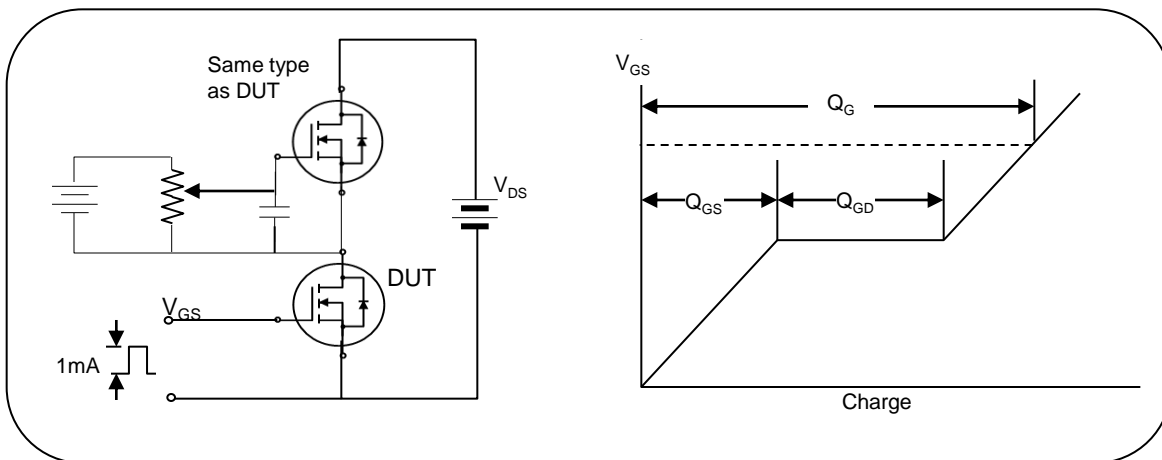 Same type
as DUT
V_DS
DUT
V_GS
1mA
V_GS
Q_G
Q_GS
Q_GD
Charge